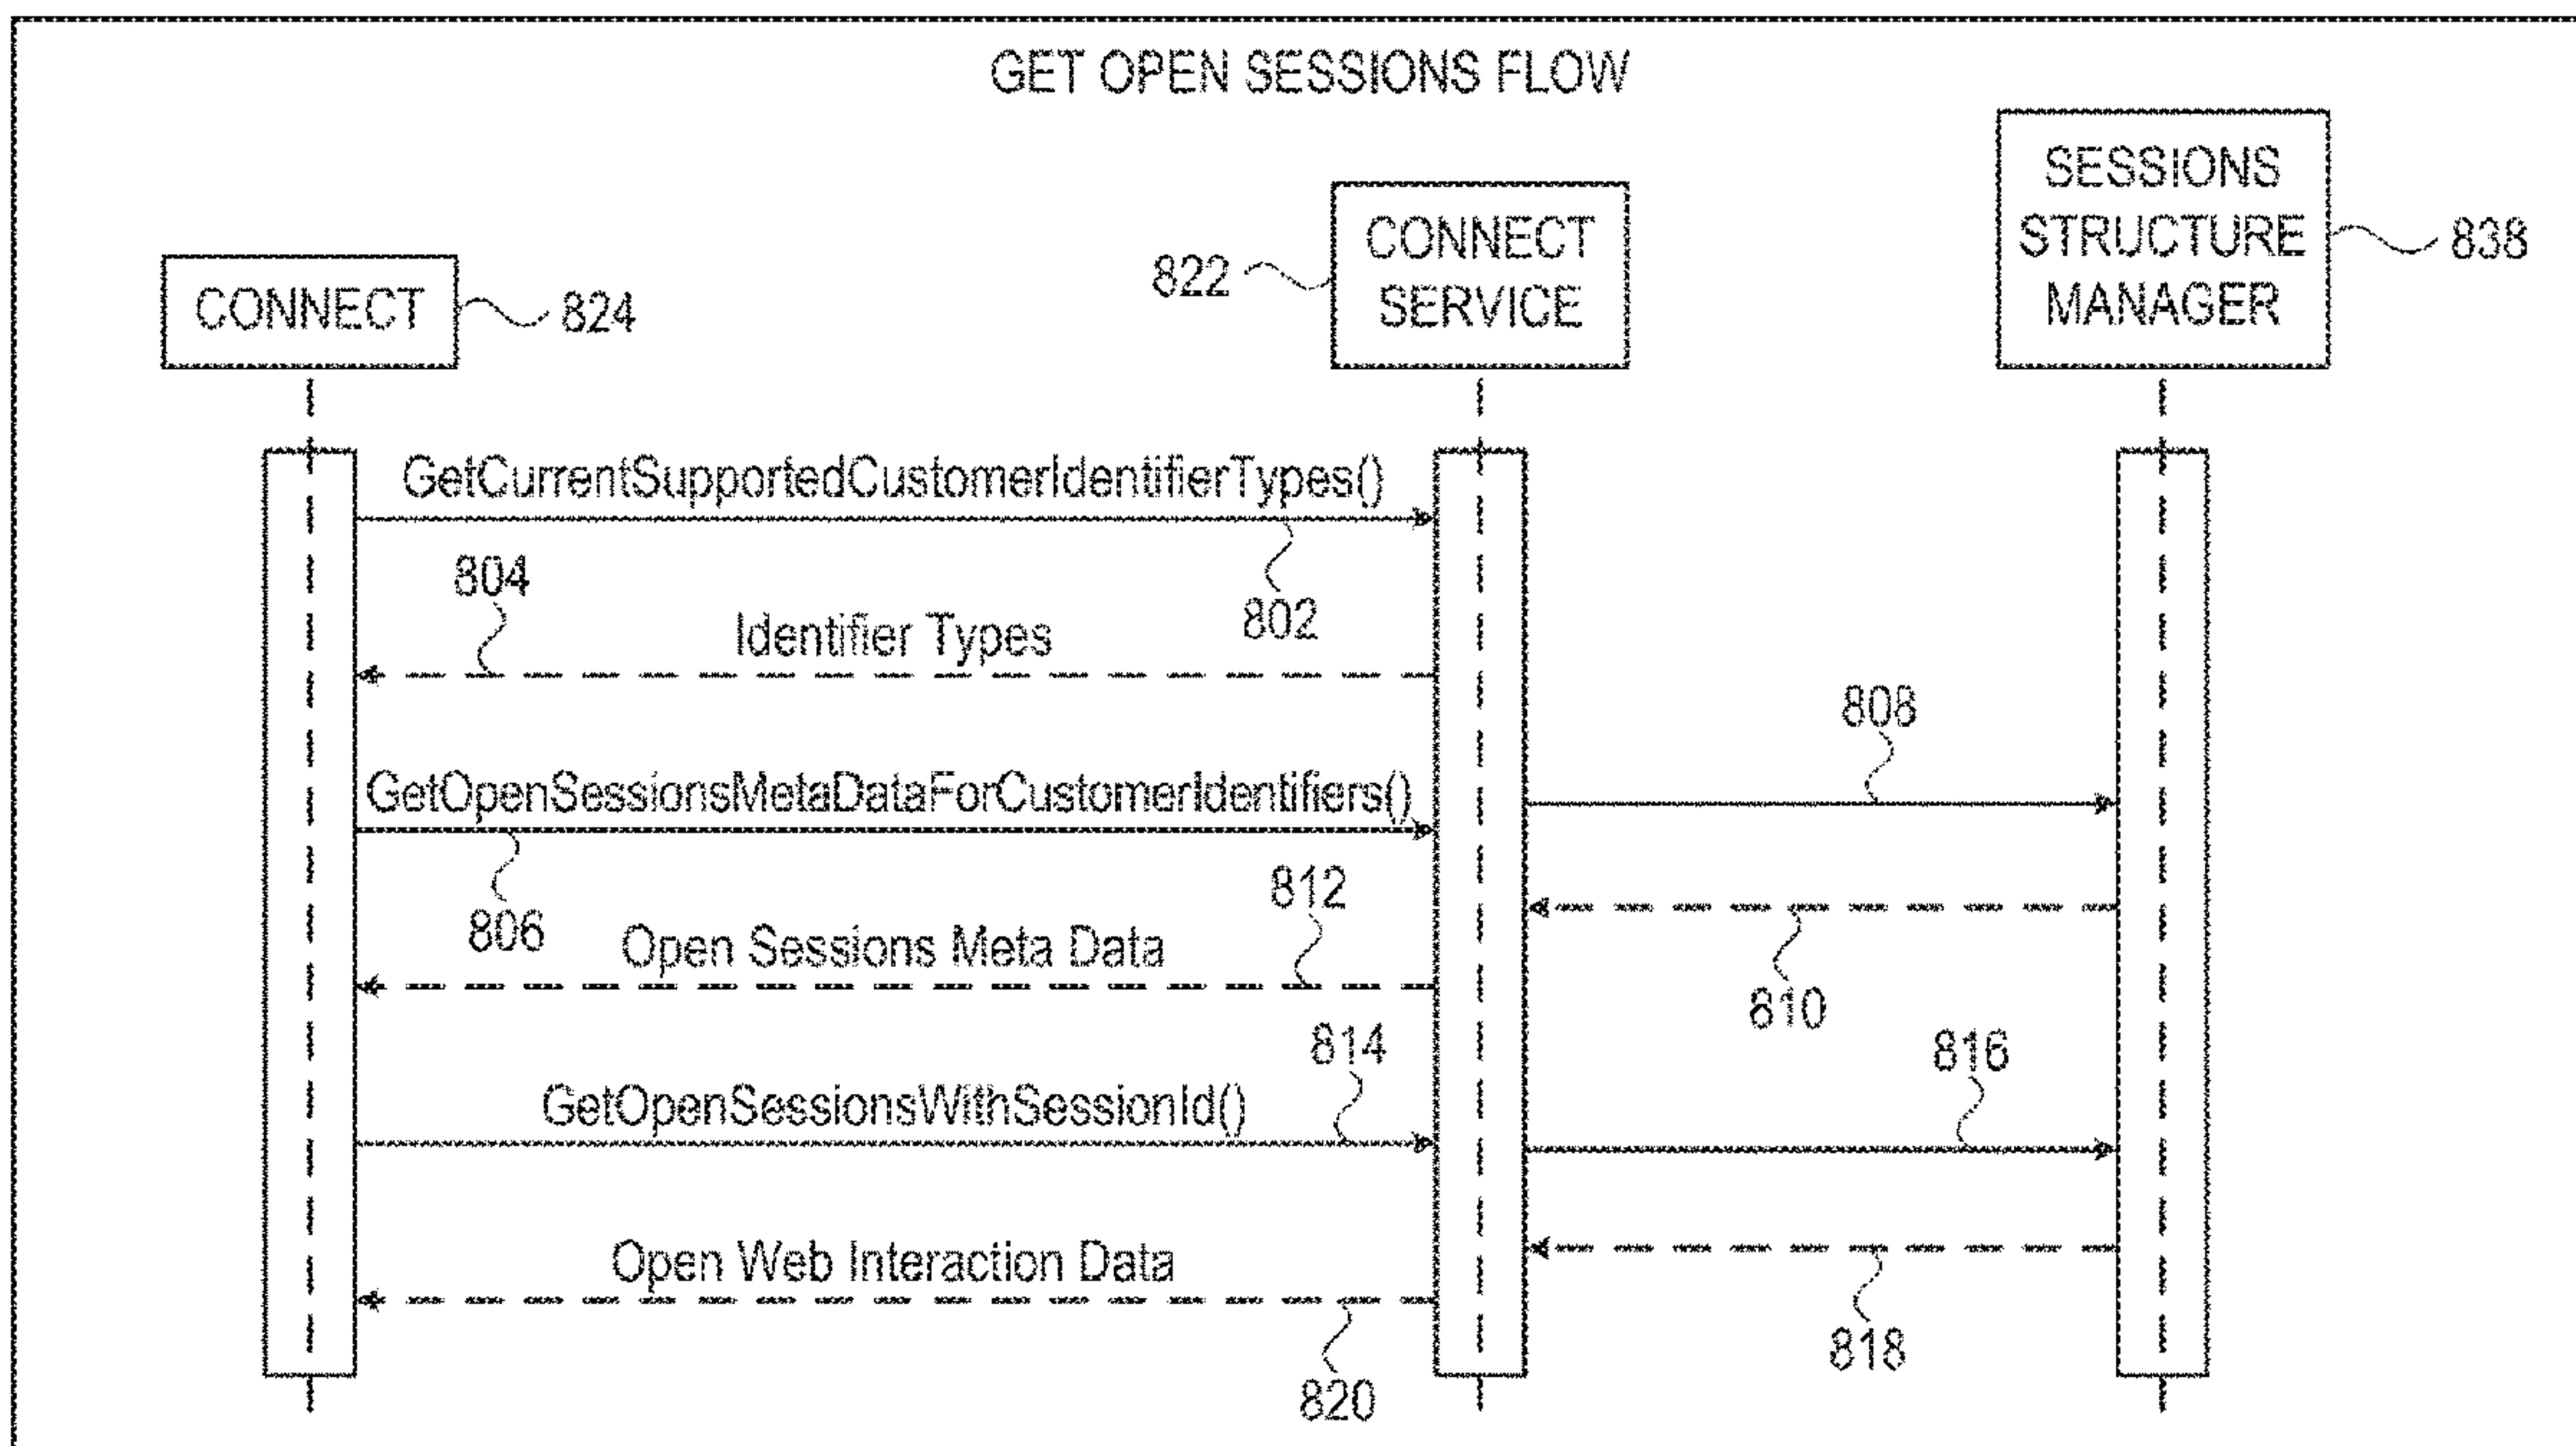 GET OPEN SESSIONS FLOW
CONNECT
824
822
CONNECT
SERVICE
SESSIONS
STRUCTURE
MANAGER
838
GetCurrentSupportedCustomerIdentifierTypes()
802
804
Identifier Types
808
GetOpenSessionsMetaDataForCustomerIdentifiers()
806
812
810
Open Sessions Meta Data
814
816
GetOpenSessionsWithSessionId()
Open Web Interaction Data
818
820